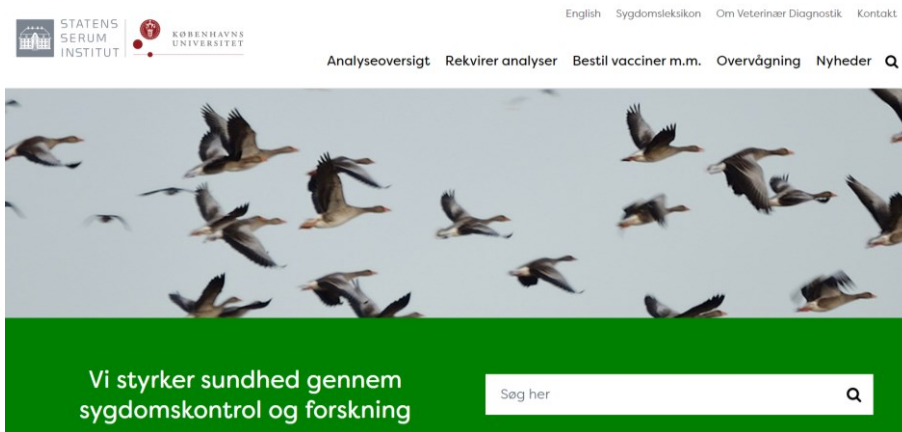 English Sygdomsleksikon Om Veterinær Diagnostik Kontakt
STATENS
SERUM
INSTITUT
KØBENHAVNS
UNIVERSITET
Analyseoversigt Rekvirer analyser Bestil vacciner m.m. Overvågning Nyheder
Vi styrker sundhed gennem
sygdomskontrol og forskning
Søg her